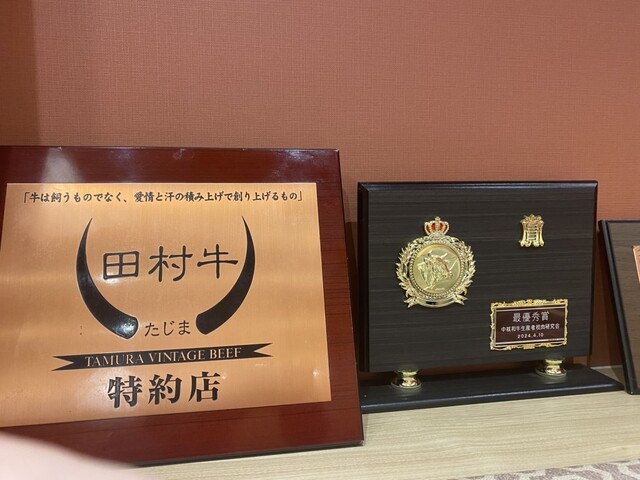 「牛は飼うものでなく、愛情と汗の積み上げで創り上げるもの」
田村牛
たじま
TAMURA VINTAGE BEEF
特約店
賞
最優秀賞
2024.4.10